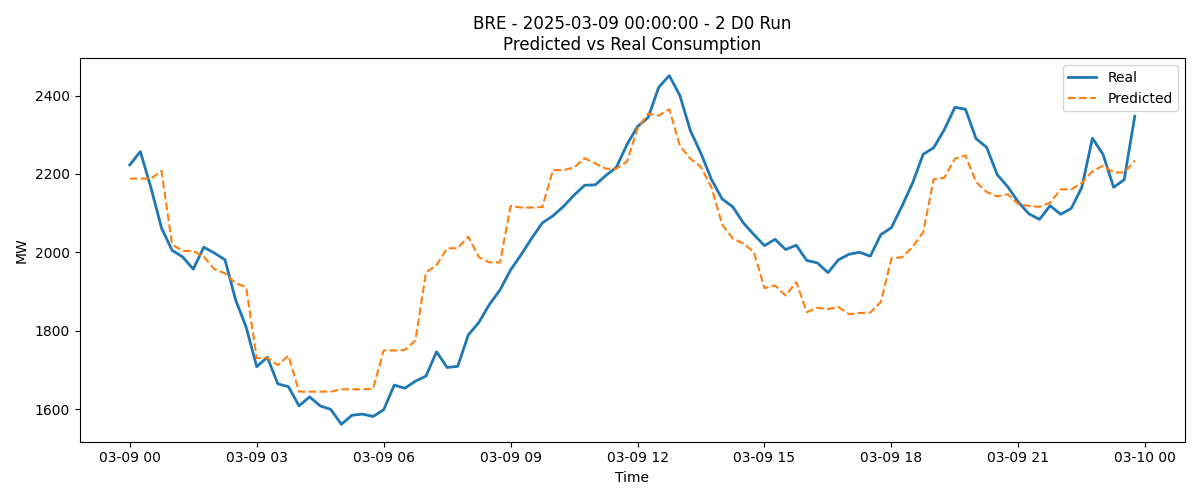 BRE - 2025-03-09 00:00:00 - 2 D0 Run
Predicted vs Real Consumption
Real
Predicted
MW
2400
2200
2000
1800
1600
03-09 00
03-09 03
03-09 06
03-09 09
03-09 12
03-09 15
03-09 18
03-09 21
03-10 00
Time